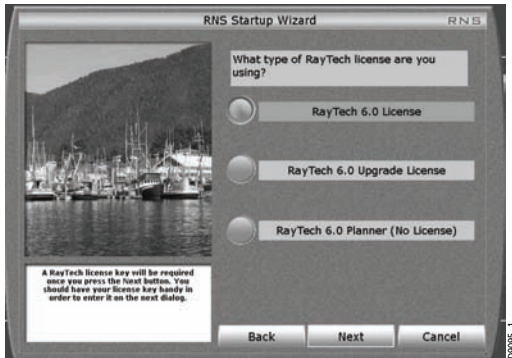 RNS Startup Wizard
RNS
What type of RayTech license are you
using?
RayTech 6.0 License
RayTech 6.0 Upgrade License
RayTech 6.0 Planner (No License)
A RayTech license key will be required
once you press the Next button. You
should have your license key handy in
order to enter it on the next dialog.
Back
Next
Cancel